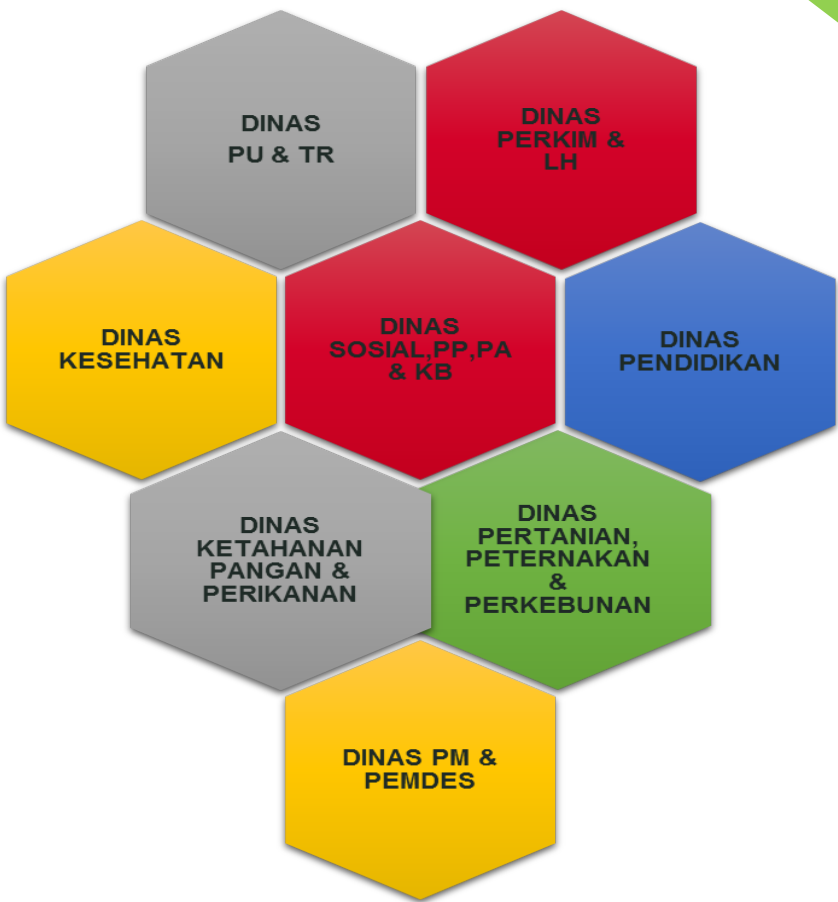 DINAS
PU & TR
DINAS
PERKIM &
LH
DINAS
KESEHATAN
DINAS
SOSIAL,PP,PA
& KB
DINAS
PENDIDIKAN
DINAS
KETAHANAN
PANGAN &
PERIKANAN
DINAS
PERTANIAN,
PETERNAKAN
&
PERKEBUNAN
DINAS PM &
PEMDES